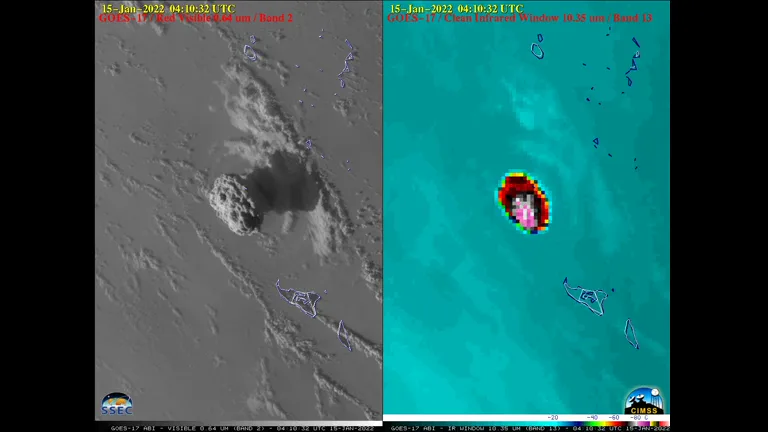 15-Jan-2022 04:10:32 UTC
GOES-17 / Red Visible 0.64 um / Band 2
15-Jan-2022 04:10:32 UTC
GOES-17 / Clean Infrared Window 10.35 um / Band 13
SSEC
CIMSS
-20 -40 -60 -80 C
GOES-17 ABI - VISIBLE 0.64 UM (BAND 2) - 04:10:32 UTC 15-JAN-2022
GOES-17 ABI - IR WINDOW 10.35 UM (BAND 13) - 04:10:32 UTC 15-JAN-2022